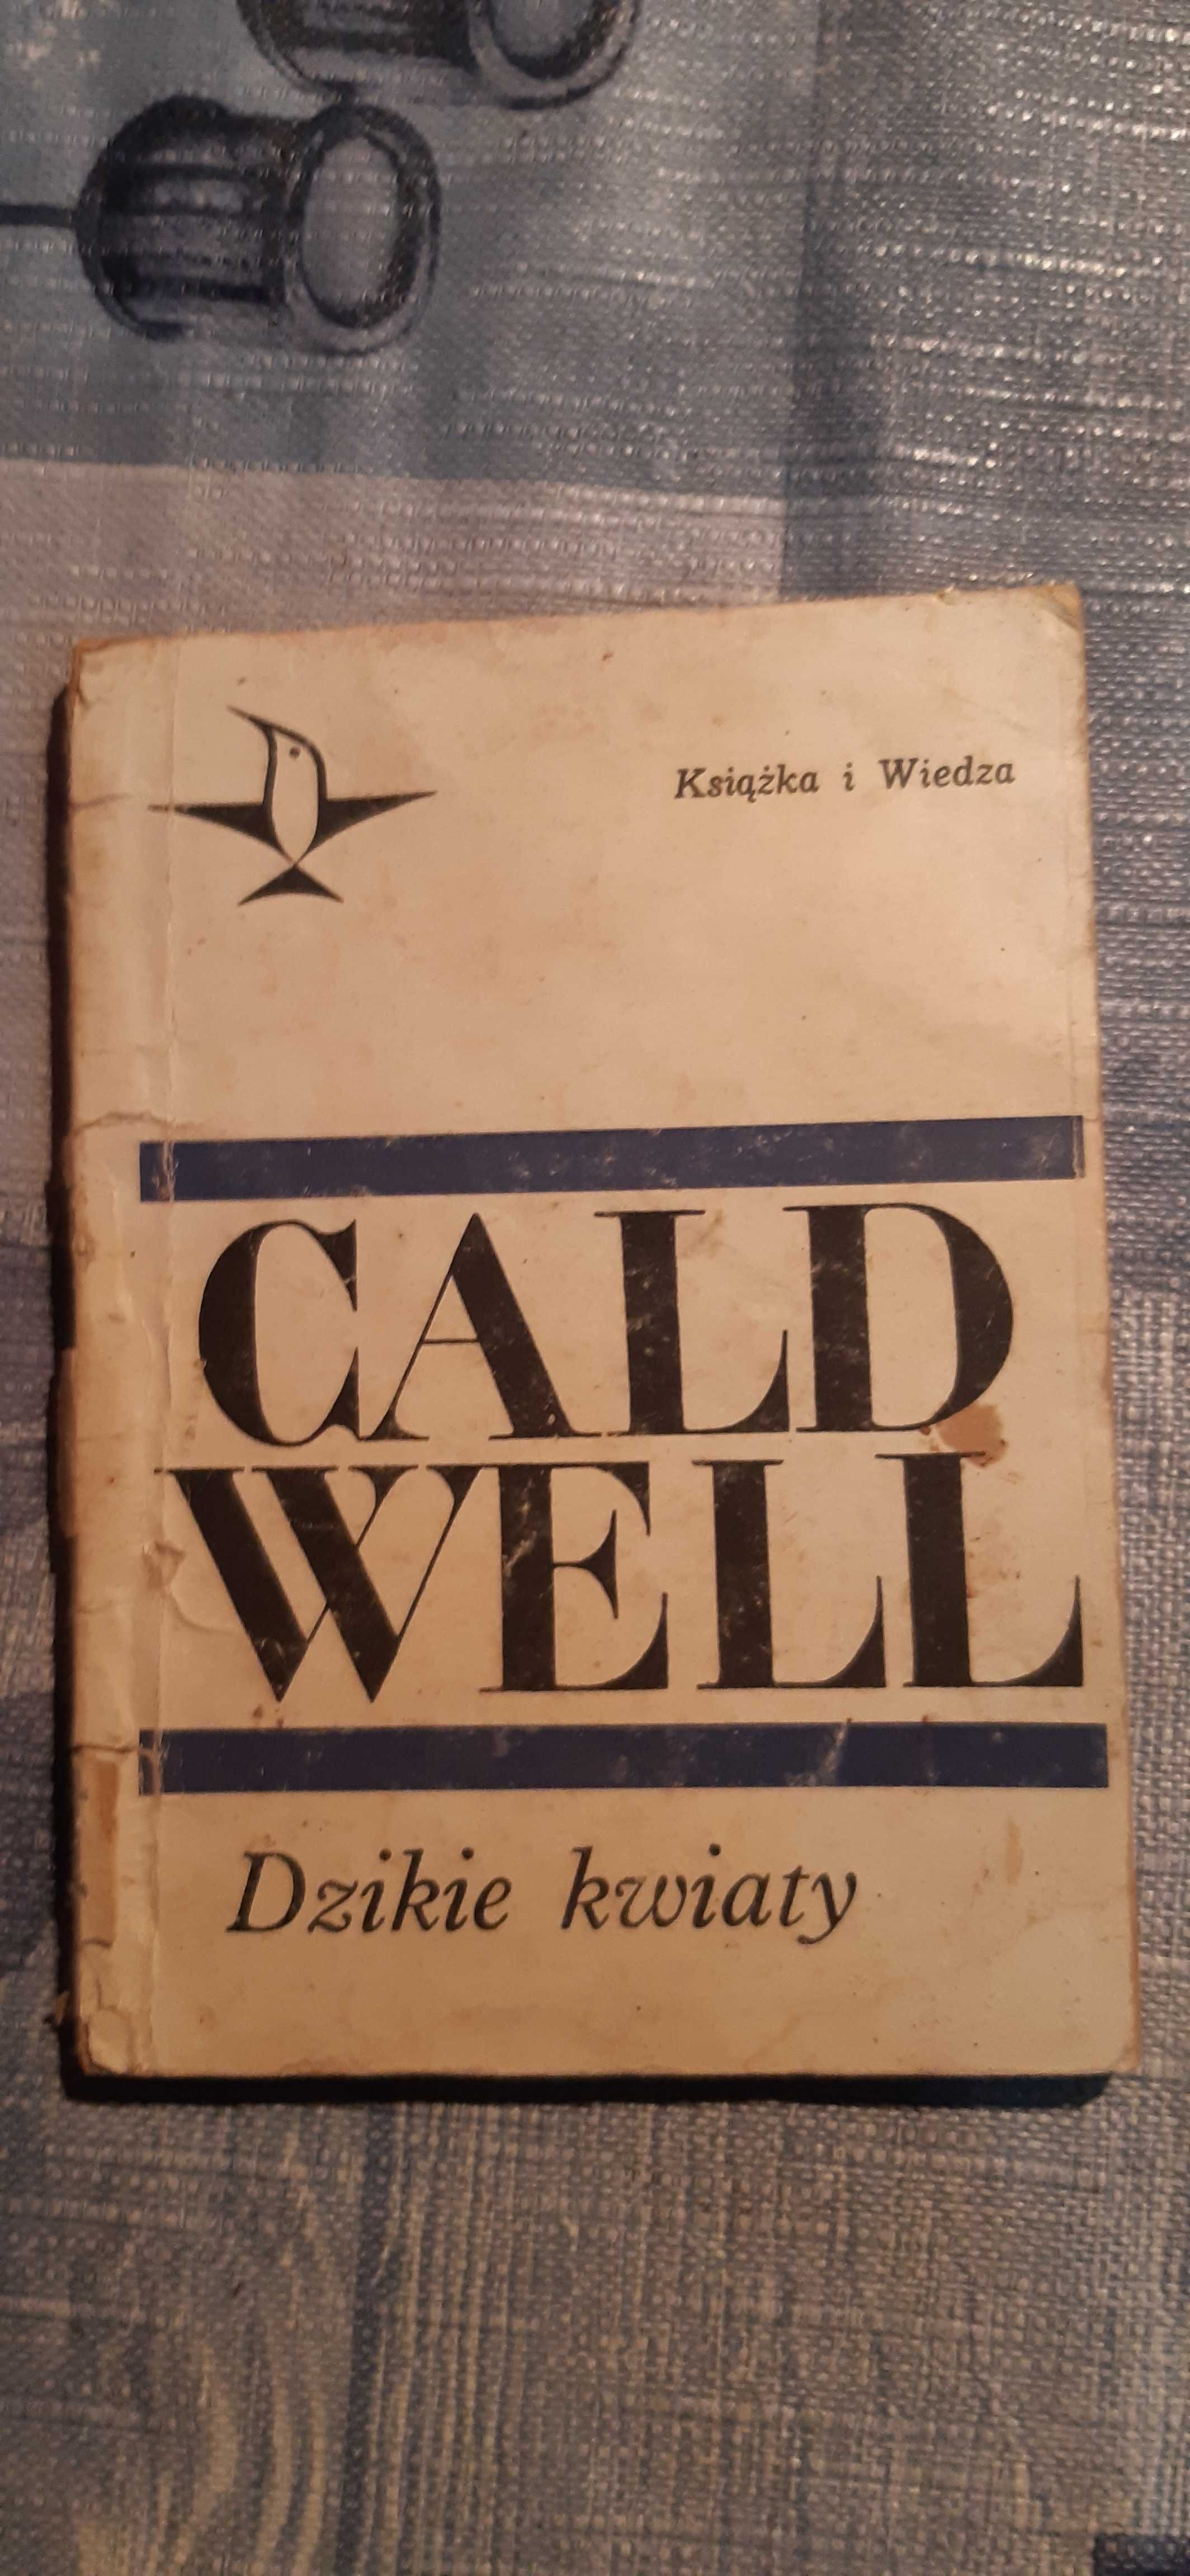 Książka i Wiedza
CALD
WELL
Dzikie kwiaty